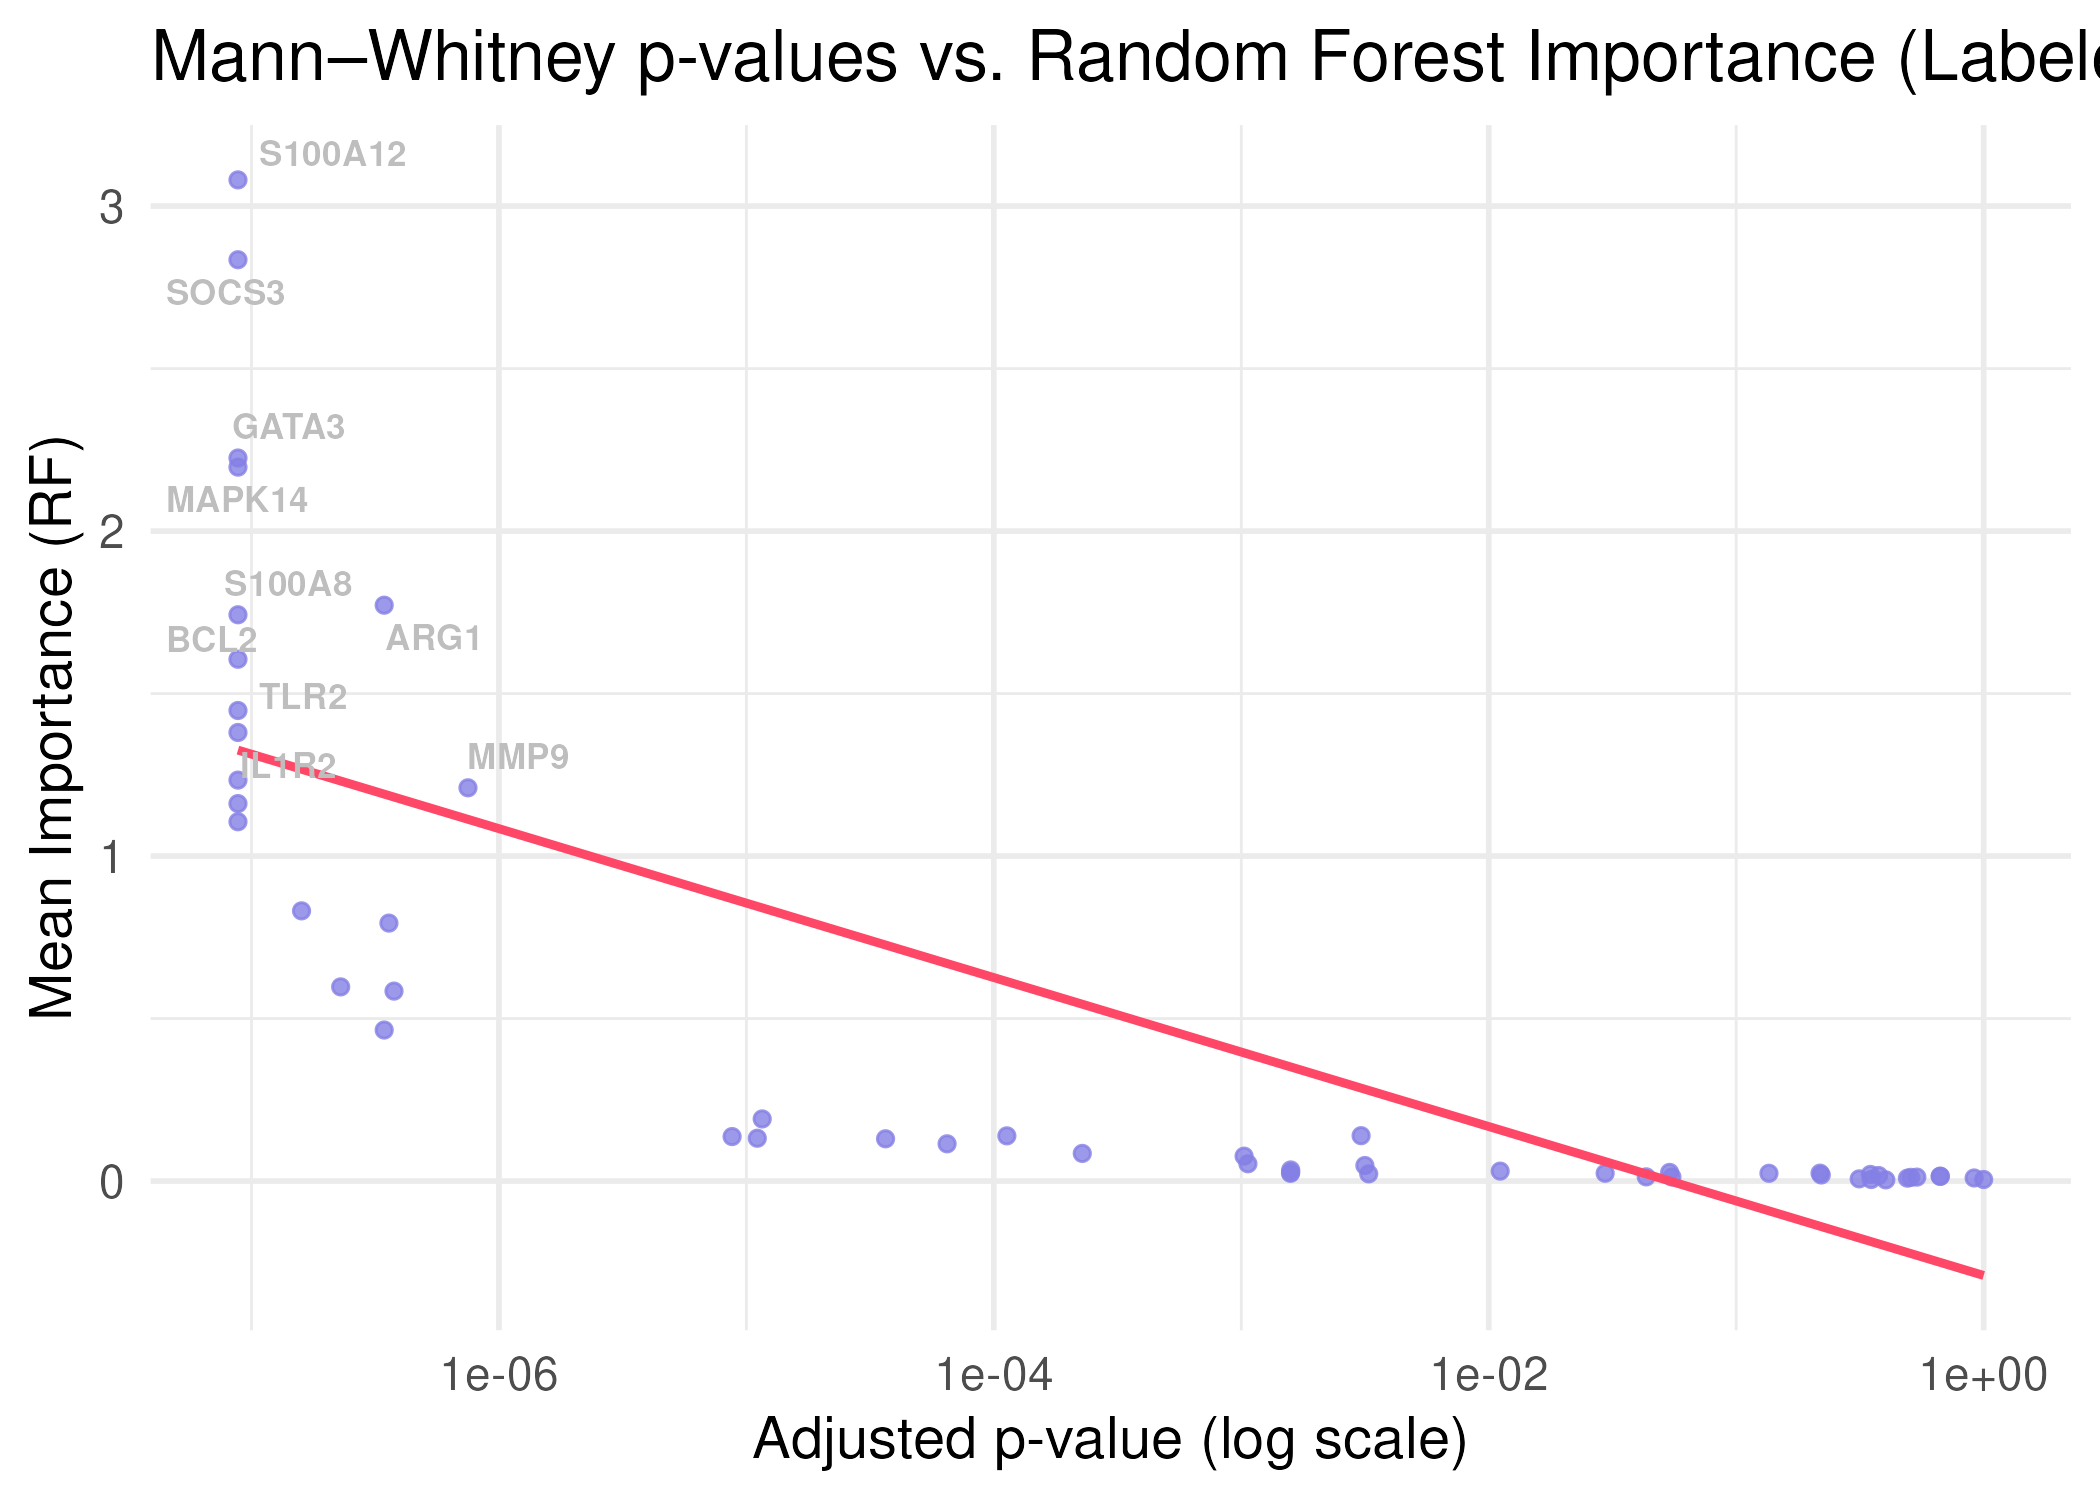 Mann–Whitney p-values vs. Random Forest Importance (Labele
S100A12
SOCS3
GATA3
MAPK14
S100A8
BCL2
ARG1
TLR2
IL1R2
MMP9
3
2
1
0
Mean Importance (RF)
1e-06
1e-04
1e-02
1e+00
Adjusted p-value (log scale)